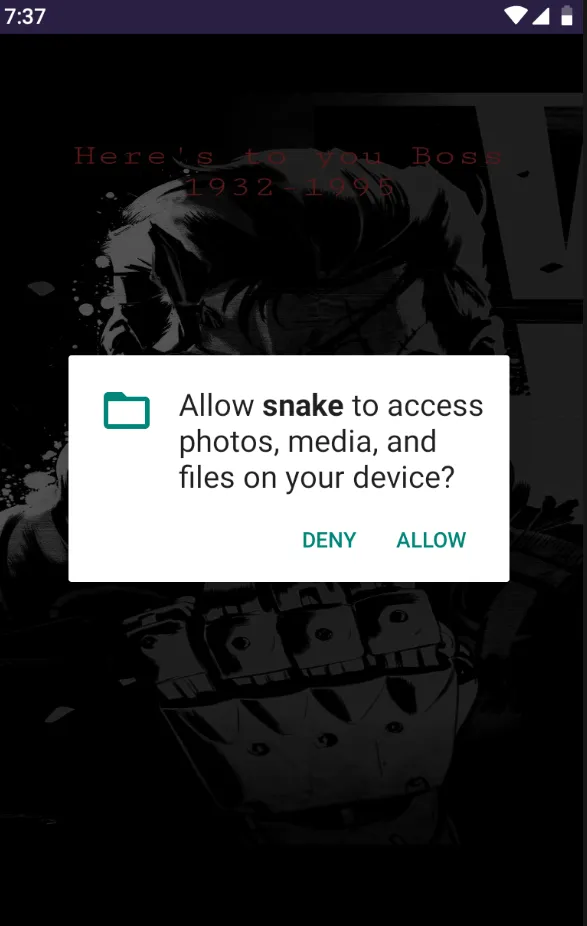 7:37
Here's to you Boss
1932-1995
Allow snake to access
photos, media, and
files on your device?
DENY ALLOW